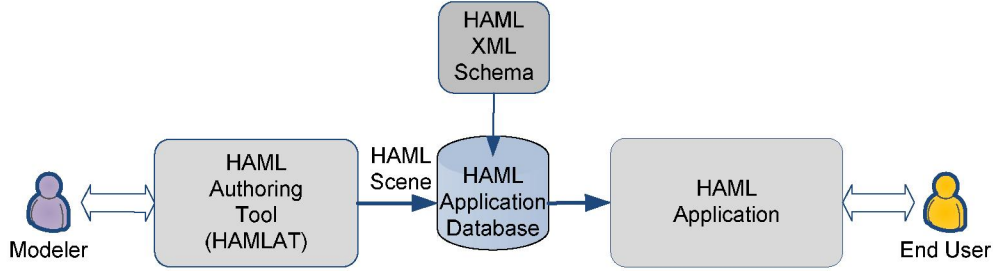 HAML
XML
Schema
HAML
Authoring
Tool
(HAMLAT)
HAML
Scene
HAML
Application
Database
HAML
Application
Modeler
End User